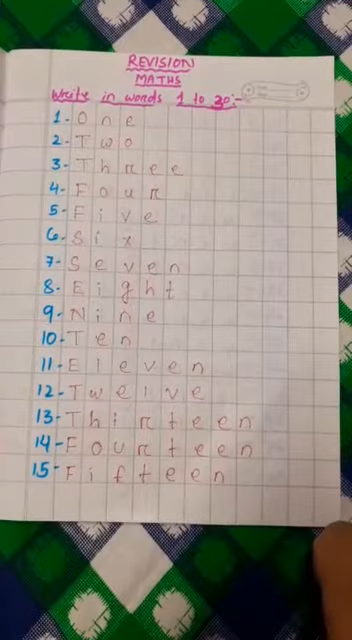 REVISION
MATHS
Write in words 1 to 30:-
1- One
2- Two
3- Three
4- Four
5- Five
6- Six
7- Seven
8- Eight
9- Nine
10- Ten
11- Eleven
12- Twelve
13- Thirteen
14- Fourteen
15- Fifteen